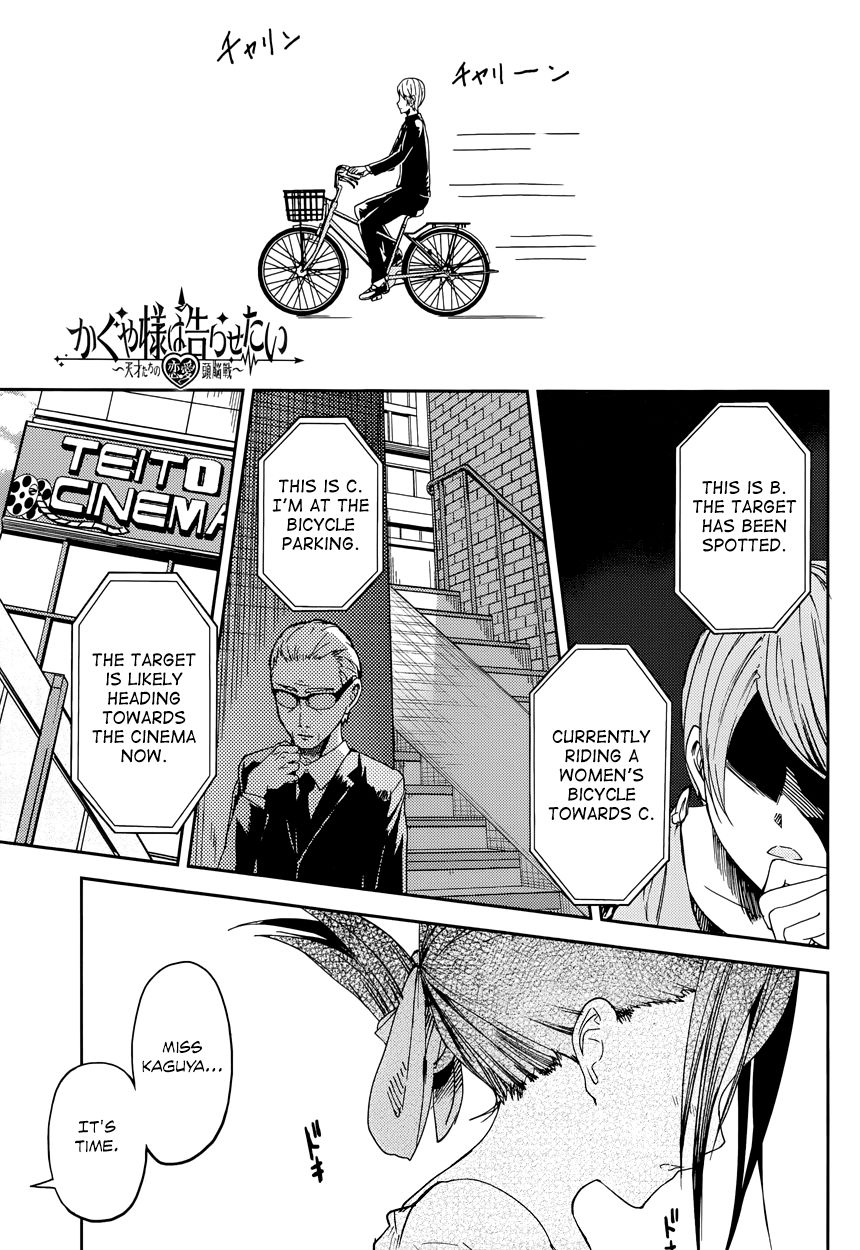 チャリン
チャリーン
かぐや様は告らせたい
～天才たちの恋愛頭脳戦～
THIS IS B.
THE TARGET
HAS BEEN
SPOTTED.
CURRENTLY
RIDING A
WOMEN'S
BICYCLE
TOWARDS C.
THIS IS C.
I'M AT THE
BICYCLE
PARKING.
TEITO
CINEMA
THE TARGET
IS LIKELY
HEADING
TOWARDS
THE CINEMA
NOW.
MISS
KAGUYA...
IT'S
TIME.
ドキ
ドキ